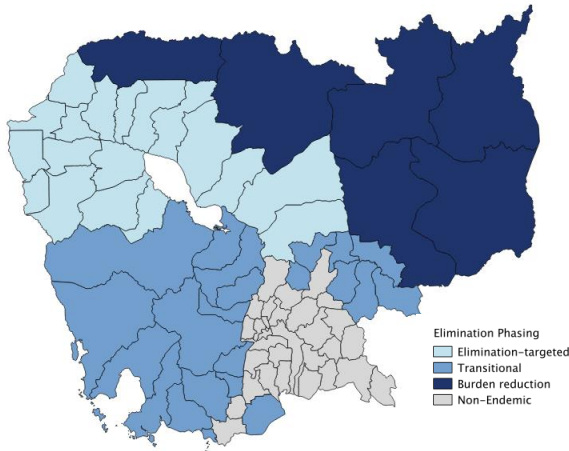 Elimination Phasing
Elimination-targeted
Transitional
Burden reduction
Non-Endemic